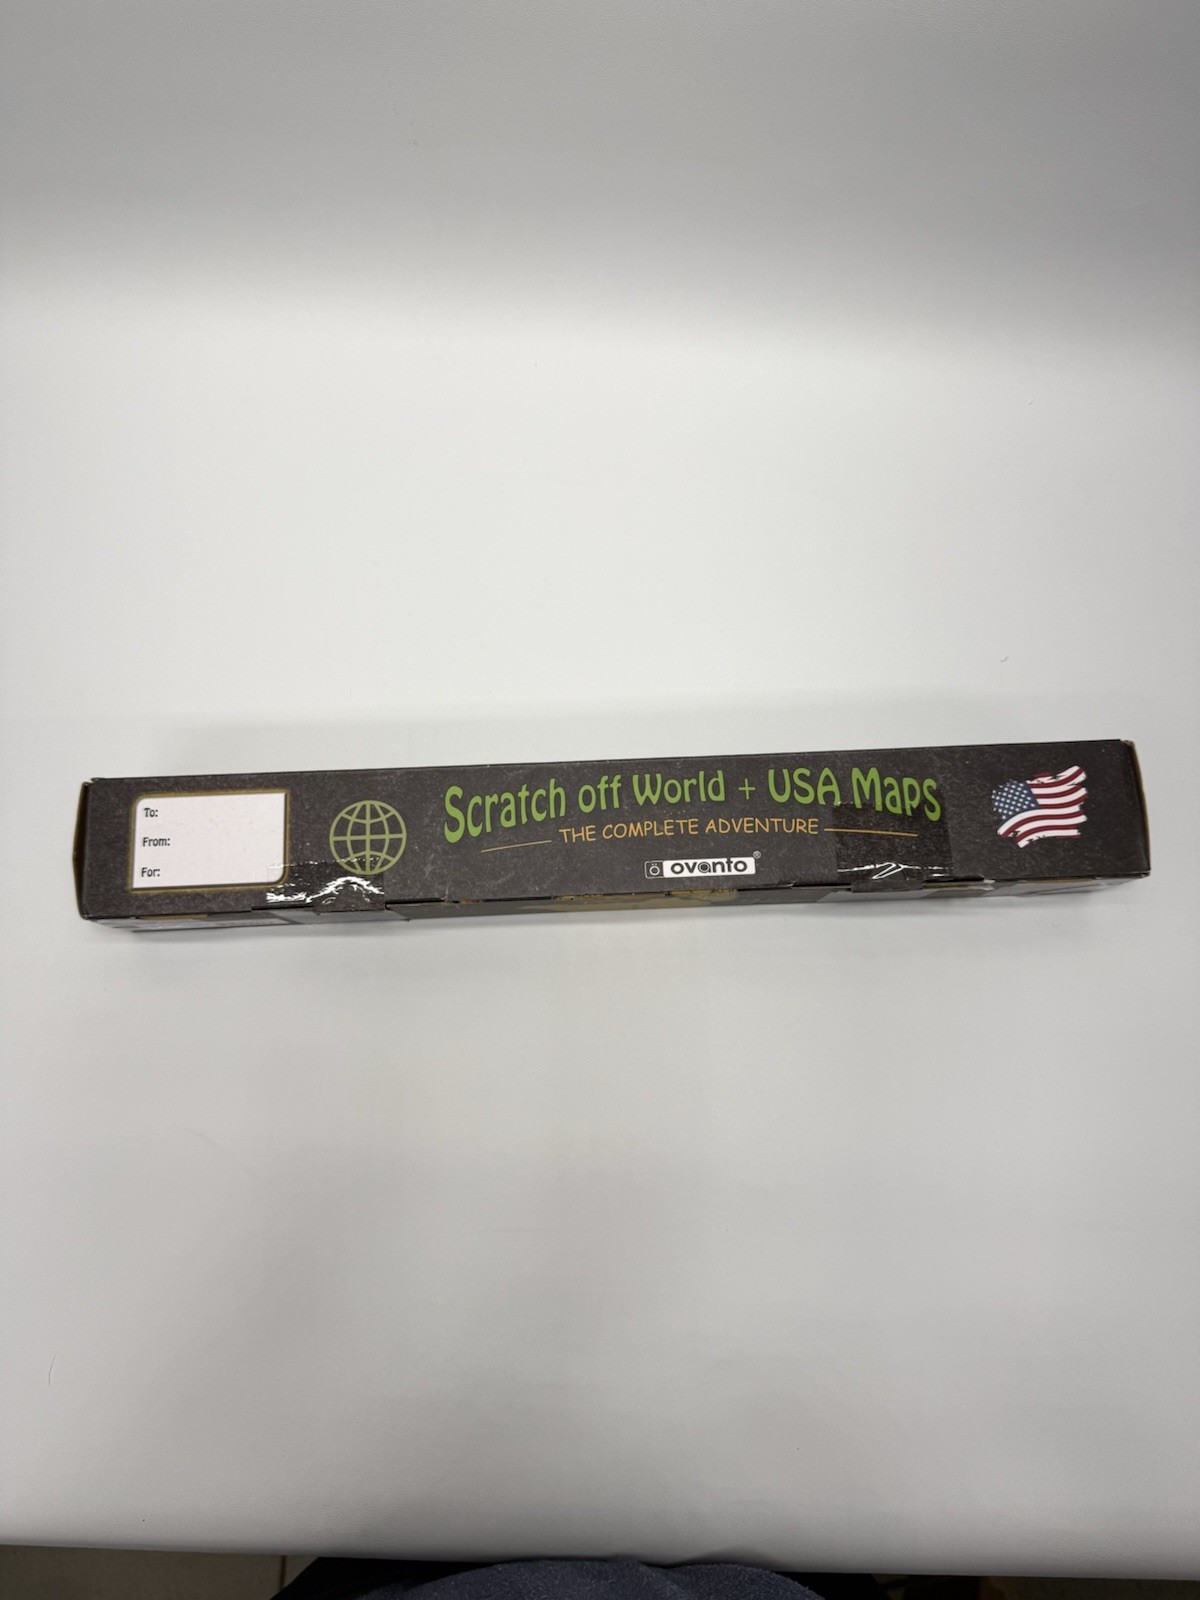 To:
From:
For:
Scratch off World + USA Maps
THE COMPLETE ADVENTURE
ovanto®